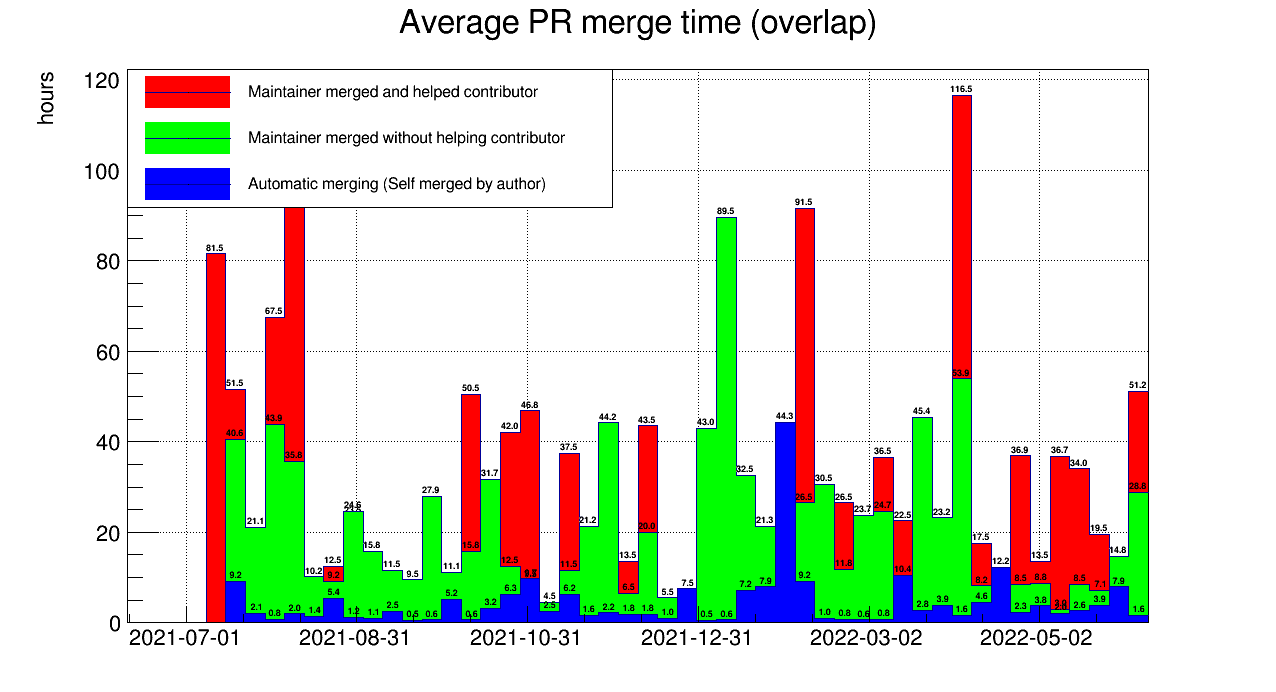 Average PR merge time (overlap)
hours
Maintainer merged and helped contributor
Maintainer merged without helping contributor
Automatic merging (Self merged by author)
120
100
80
60
40
20
0
81.5
51.5 40.6 9.2
21.1 2.1
67.5 43.9 0.8
35.8 2.0
10.2 1.4
12.5 9.2 5.4
24.6 1.2
15.8 1.1
11.5 2.5
9.5 0.5
27.9 0.6
11.1 5.2
50.5 15.8 0.6
31.7 3.2
42.0 12.5 6.3
46.8
4.5 2.5
37.5 11.5 6.2
21.2 1.6
44.2 2.2
13.5 6.5 1.8
43.5 20.0 1.8
5.5 1.0
7.5
43.0 0.5
89.5 0.6
32.5 7.2
21.3 7.9
44.3
91.5 26.5 9.2
30.5 1.0
26.5 11.8 0.8
23.7 0.6
36.5 24.7 0.8
22.5 10.4
45.4 2.8
23.2 3.9
116.5 53.9 1.6
17.5 8.2 4.6
12.2
36.9 8.5 2.3
13.5 8.8 3.8
36.7
34.0 8.5 2.6
19.5 7.1 3.9
14.8 7.9
51.2 28.8 1.6
2021-07-01 2021-08-31 2021-10-31 2021-12-31 2022-03-02 2022-05-02